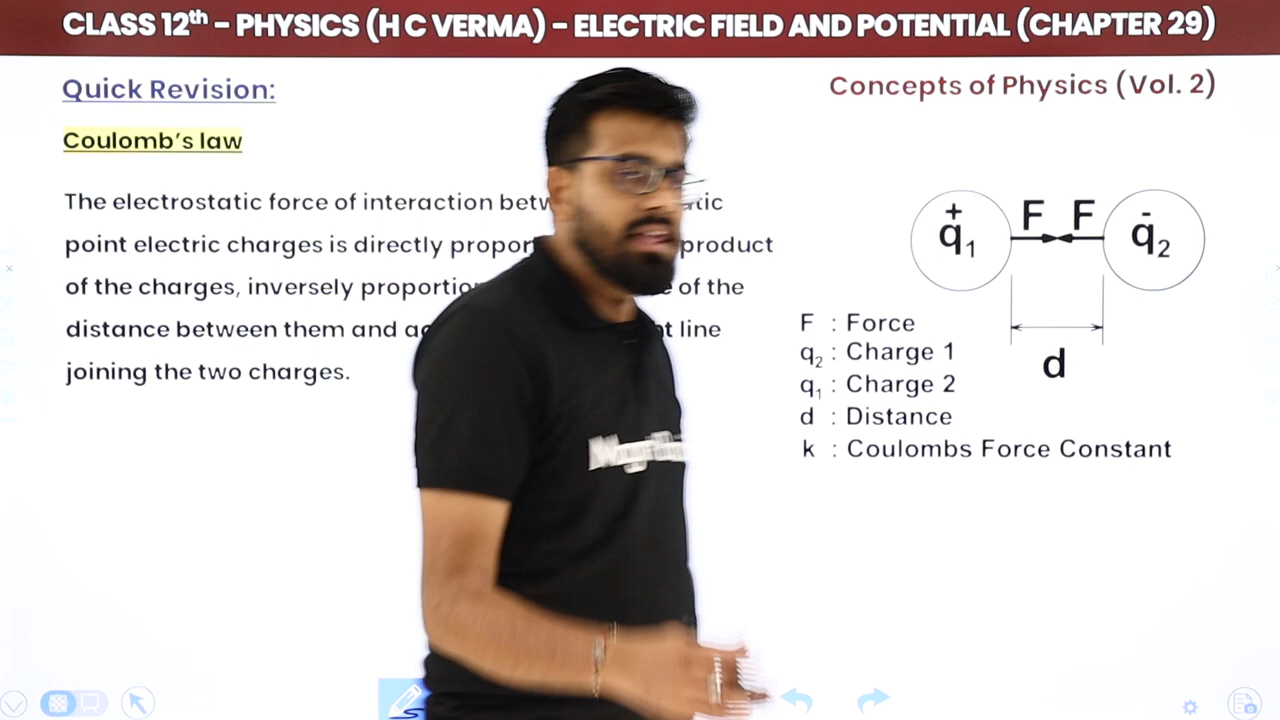 CLASS 12th – PHYSICS (H C VERMA) – ELECTRIC FIELD AND POTENTIAL (CHAPTER 29)
Quick Revision:
Concepts of Physics (Vol. 2)
Coulomb’s law
The electrostatic force of interaction
point electric charges is directly product
of the charges, inversely of the
distance between them and line
joining the two charges.
+ q1 F F - q2
d
F : Force
q2 : Charge 1
q1 : Charge 2
d : Distance
k : Coulombs Force Constant